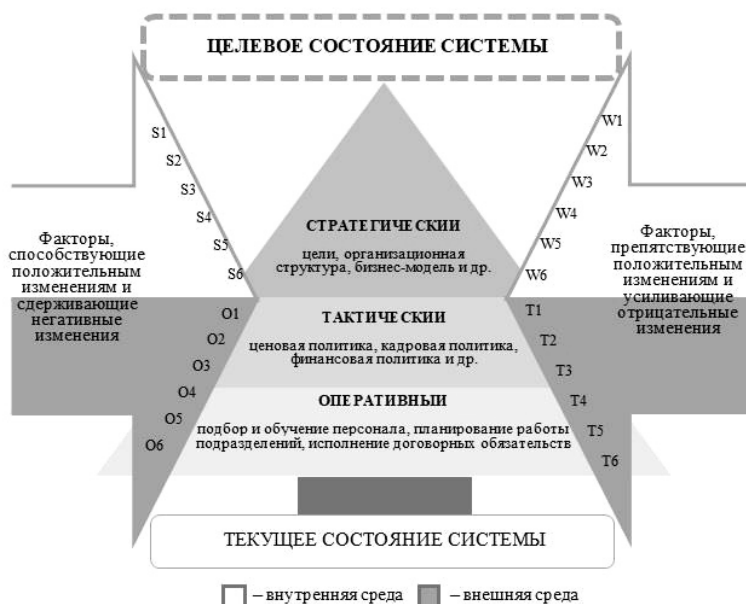 ЦЕЛЕВОЕ СОСТОЯНИЕ СИСТЕМЫ
S1
S2
S3
S4
S5
S6
W1
W2
W3
W4
W5
W6
Факторы,
способствующие
положительным
изменениям и
сдерживающие
негативные
изменения
СТРАТЕГИЧЕСКИИ
цели, организационная
структура, бизнес-модель и др.
Факторы,
препятствующие
положительным
изменениям и
усиливающие
отрицательные
изменения
O1
O2
O3
O4
O5
O6
ТАКТИЧЕСКИИ
ценовая политика, кадровая политика,
финансовая политика и др.
T1
T2
T3
T4
T5
T6
ОПЕРАТИВНЫЙ
подбор и обучение персонала, планирование работы
подразделений, исполнение договорных обязательств
ТЕКУЩЕЕ СОСТОЯНИЕ СИСТЕМЫ
– внутренняя среда
– внешняя среда